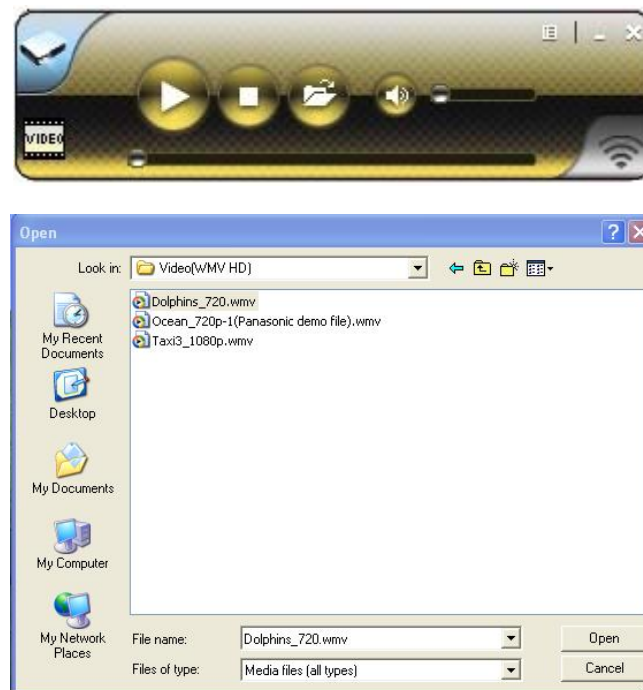 VIDEO
Open
Look in:
Video(WMV HD)
Dolphins_720.wmv
Ocean_720p-1(Panasonic demo file).wmv
Taxi3_1080p.wmv
My Recent
Documents
Desktop
My Documents
My Computer
My Network
Places
File name:
Dolphins_720.wmv
Open
Files of type:
Media files (all types)
Cancel